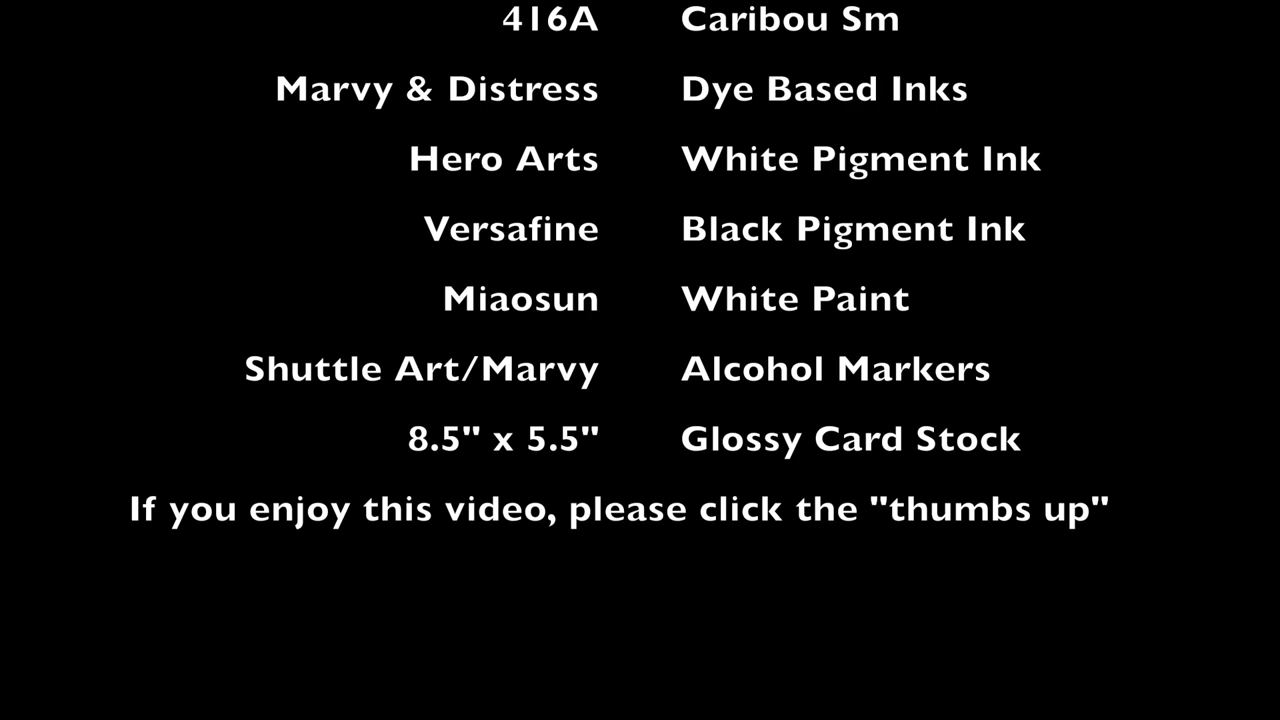 416A Caribou Sm
Marvy & Distress Dye Based Inks
Hero Arts White Pigment Ink
Versafine Black Pigment Ink
Miaosun White Paint
Shuttle Art/Marvy Alcohol Markers
8.5" x 5.5" Glossy Card Stock
If you enjoy this video, please click the "thumbs up"